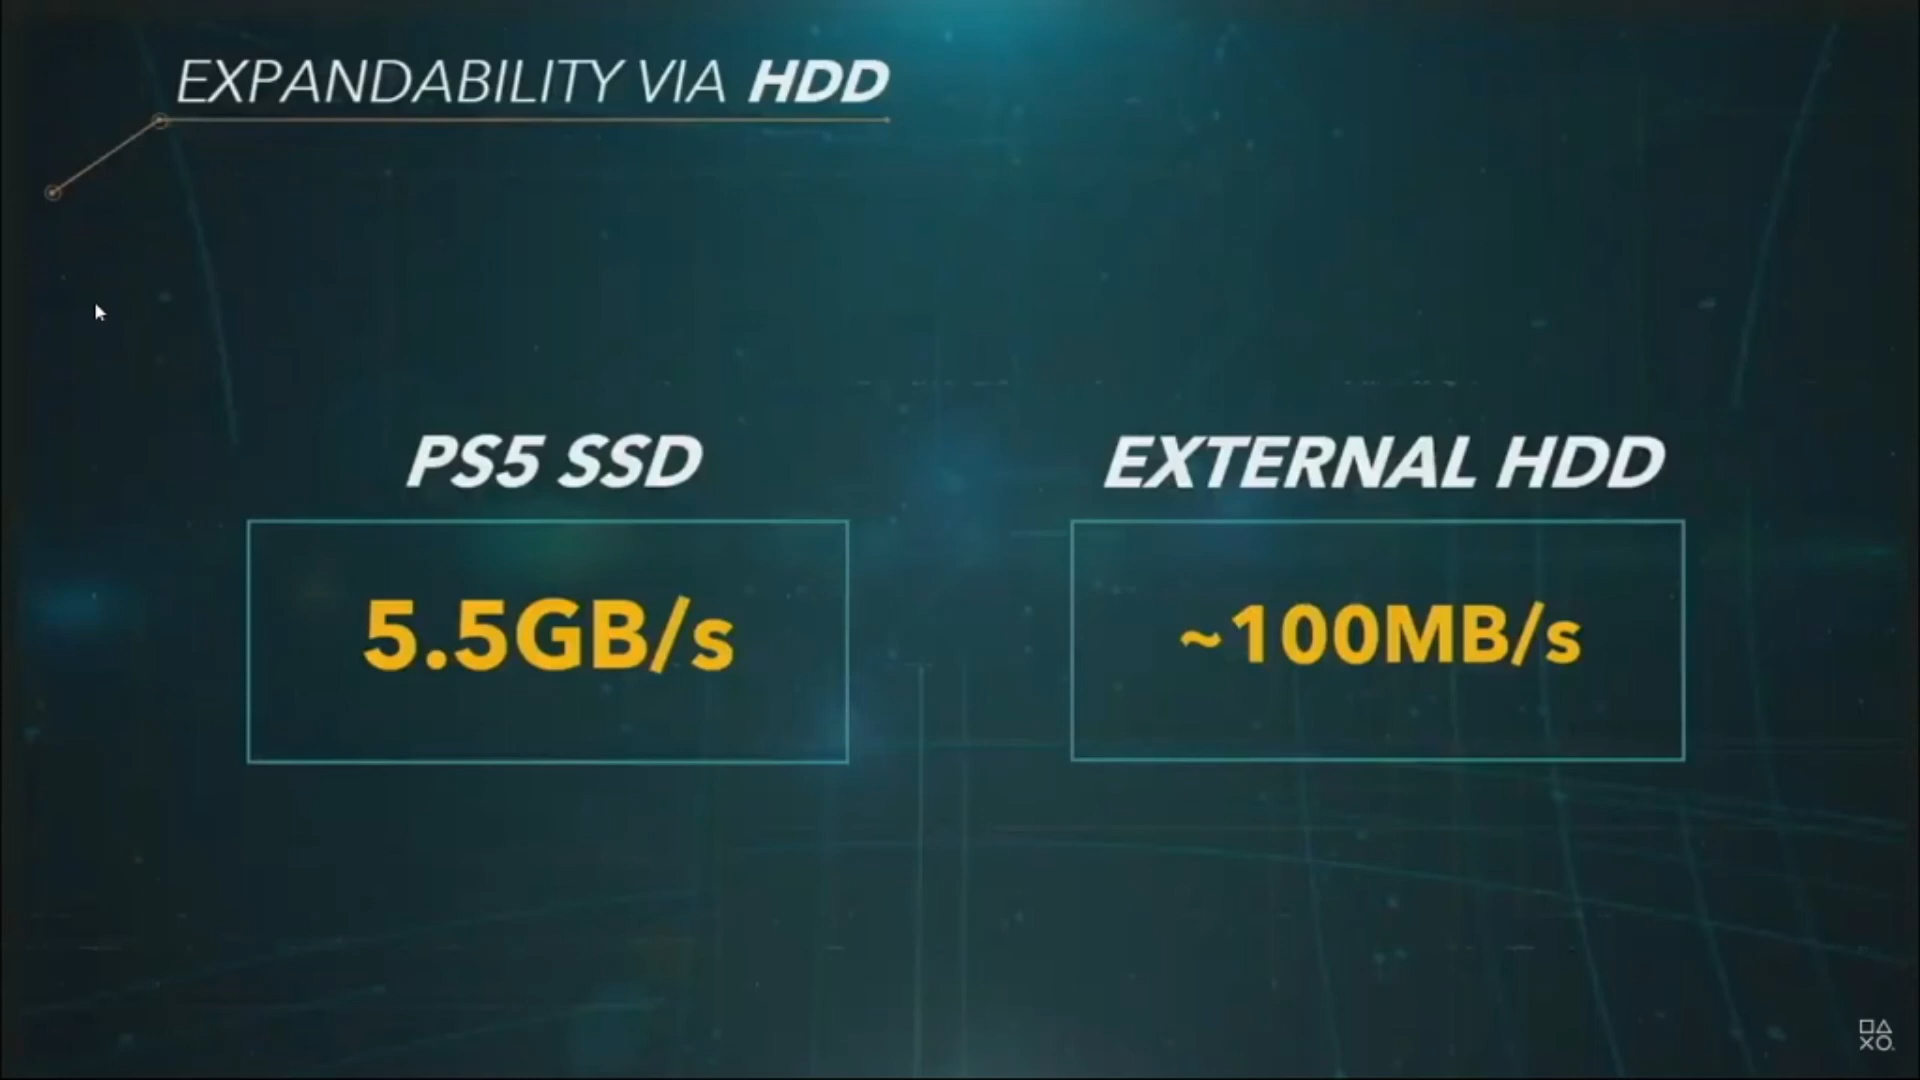 EXPANDABILITY VIA HDD
PS5 SSD
EXTERNAL HDD
5.5GB/s
~100MB/s